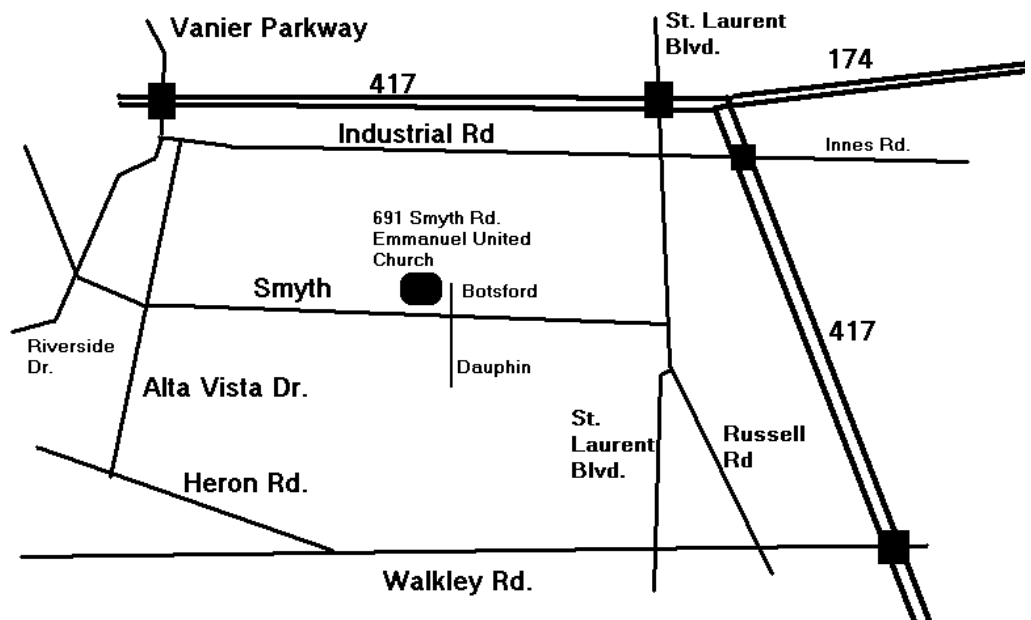 Vanier Parkway
St. Laurent
Blvd.
174
417
Industrial Rd
Innes Rd.
691 Smyth Rd.
Emmanuel United
Church
Smyth
Botsford
417
Riverside
Dr.
Dauphin
Alta Vista Dr.
St.
Laurent
Blvd.
Russell
Rd
Heron Rd.
Walkley Rd.